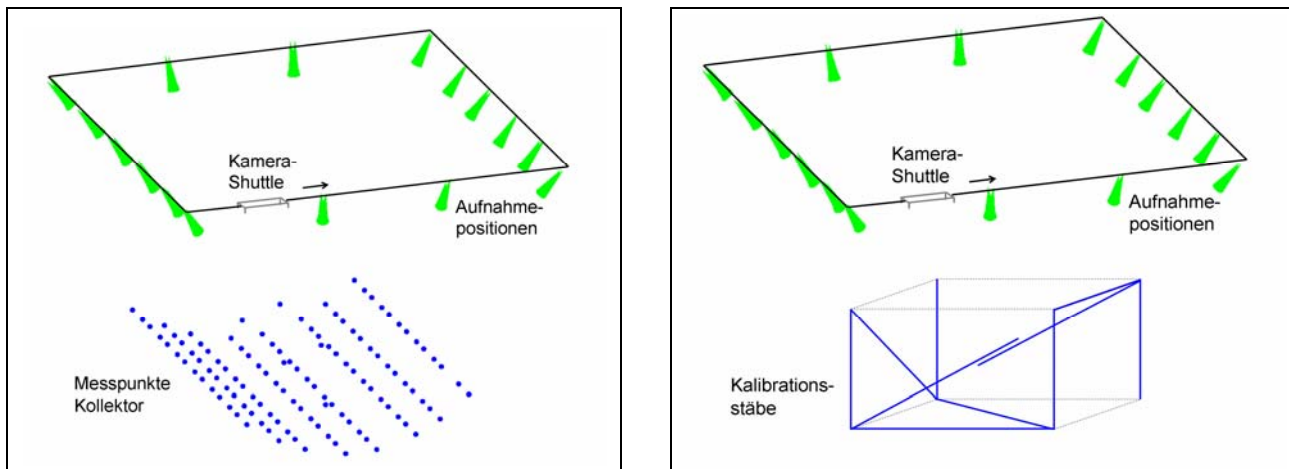 Kamera-
Shuttle
Aufnahme-
positionen
Messpunkte
Kollektor
Kamera-
Shuttle
Aufnahme-
positionen
Kalibrations-
stäbe